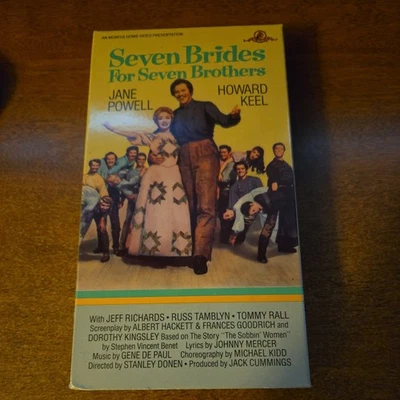 AN MGM/UA HOME VIDEO PRESENTATION
Seven Brides
For Seven Brothers
JANE
POWELL
HOWARD
KEEL
With JEFF RICHARDS • RUSS TAMBLYN • TOMMY RALL
Screenplay by ALBERT HACKETT & FRANCES GOODRICH and
DOROTHY KINGSLEY Based on The Story "The Sobbin' Women"
by Stephen Vincent Benet Lyrics by JOHNNY MERCER
Music by GENE DE PAUL Choreography by MICHAEL KIDD
Directed by STANLEY DONEN • Produced by JACK CUMMINGS